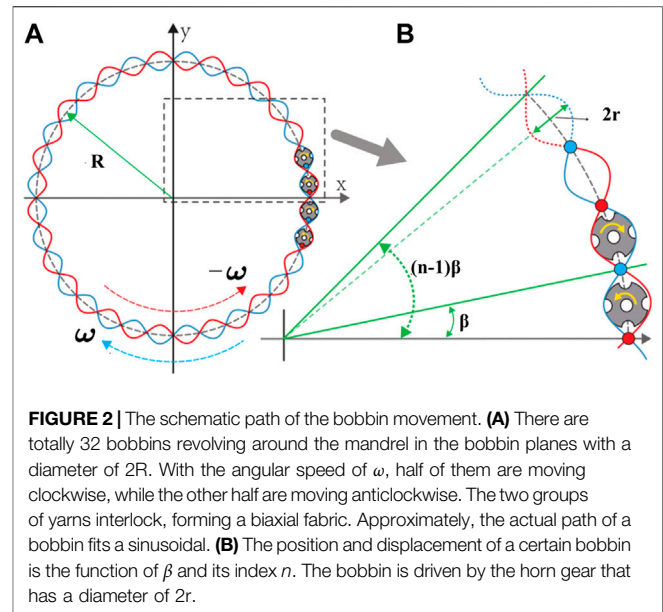 A
y
B
2r
R
x
(n-1)β
-ω
β
ω
FIGURE 2 | The schematic path of the bobbin movement. (A) There are
totally 32 bobbins revolving around the mandrel in the bobbin planes with a
diameter of 2R. With the angular speed of ω, half of them are moving
clockwise, while the other half are moving anticlockwise. The two groups
of yarns interlock, forming a biaxial fabric. Approximately, the actual path of a
bobbin fits a sinusoidal. (B) The position and displacement of a certain bobbin
is the function of β and its index n. The bobbin is driven by the horn gear that
has a diameter of 2r.